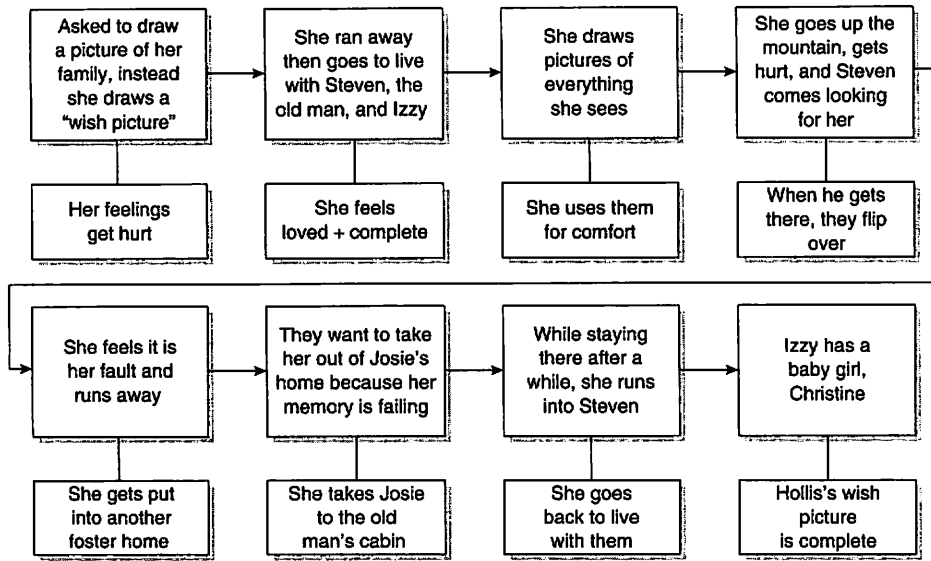 Asked to draw
a picture of her
family, instead
she draws a
"wish picture"
She ran away
then goes to live
with Steven, the
old man, and Izzy
She draws
pictures of
everything
she sees
She goes up the
mountain, gets
hurt, and Steven
comes looking
for her
Her feelings
get hurt
She feels
loved + complete
She uses them
for comfort
When he gets
there, they flip
over
She feels it is
her fault and
runs away
They want to take
her out of Josie's
home because her
memory is failing
While staying
there after a
while, she runs
into Steven
Izzy has a
baby girl,
Christine
She gets put
into another
foster home
She takes Josie
to the old
man's cabin
She goes
back to live
with them
Hollis's wish
picture
is complete